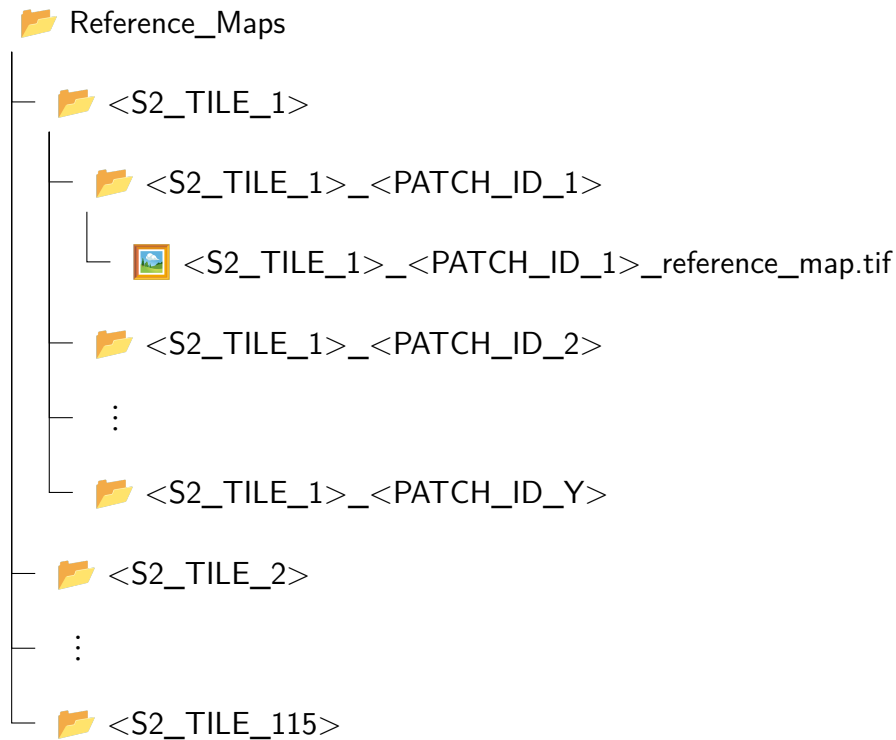 Reference_Maps
<S2_TILE_1>
<S2_TILE_1>_<PATCH_ID_1>
<S2_TILE_1>_<PATCH_ID_1>_reference_map.tif
<S2_TILE_1>_<PATCH_ID_2>
⋮
<S2_TILE_1>_<PATCH_ID_Y>
<S2_TILE_2>
⋮
<S2_TILE_115>